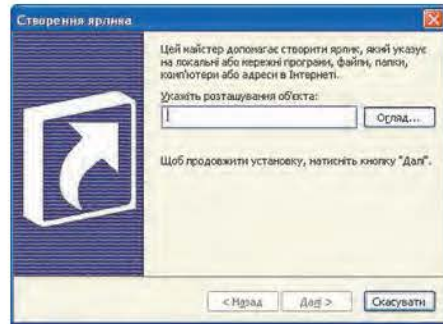 Створення ярлика
Цей майстер допомагає створити ярлик, який указує
на локальні або мережні програми, файли, папки,
комп'ютери або адреси в Інтернеті.
Укажіть розташування об'єкта:
Огляд...
Щоб продовжити установку, натисніть кнопку "Далі".
< Назад
Далі >
Скасувати